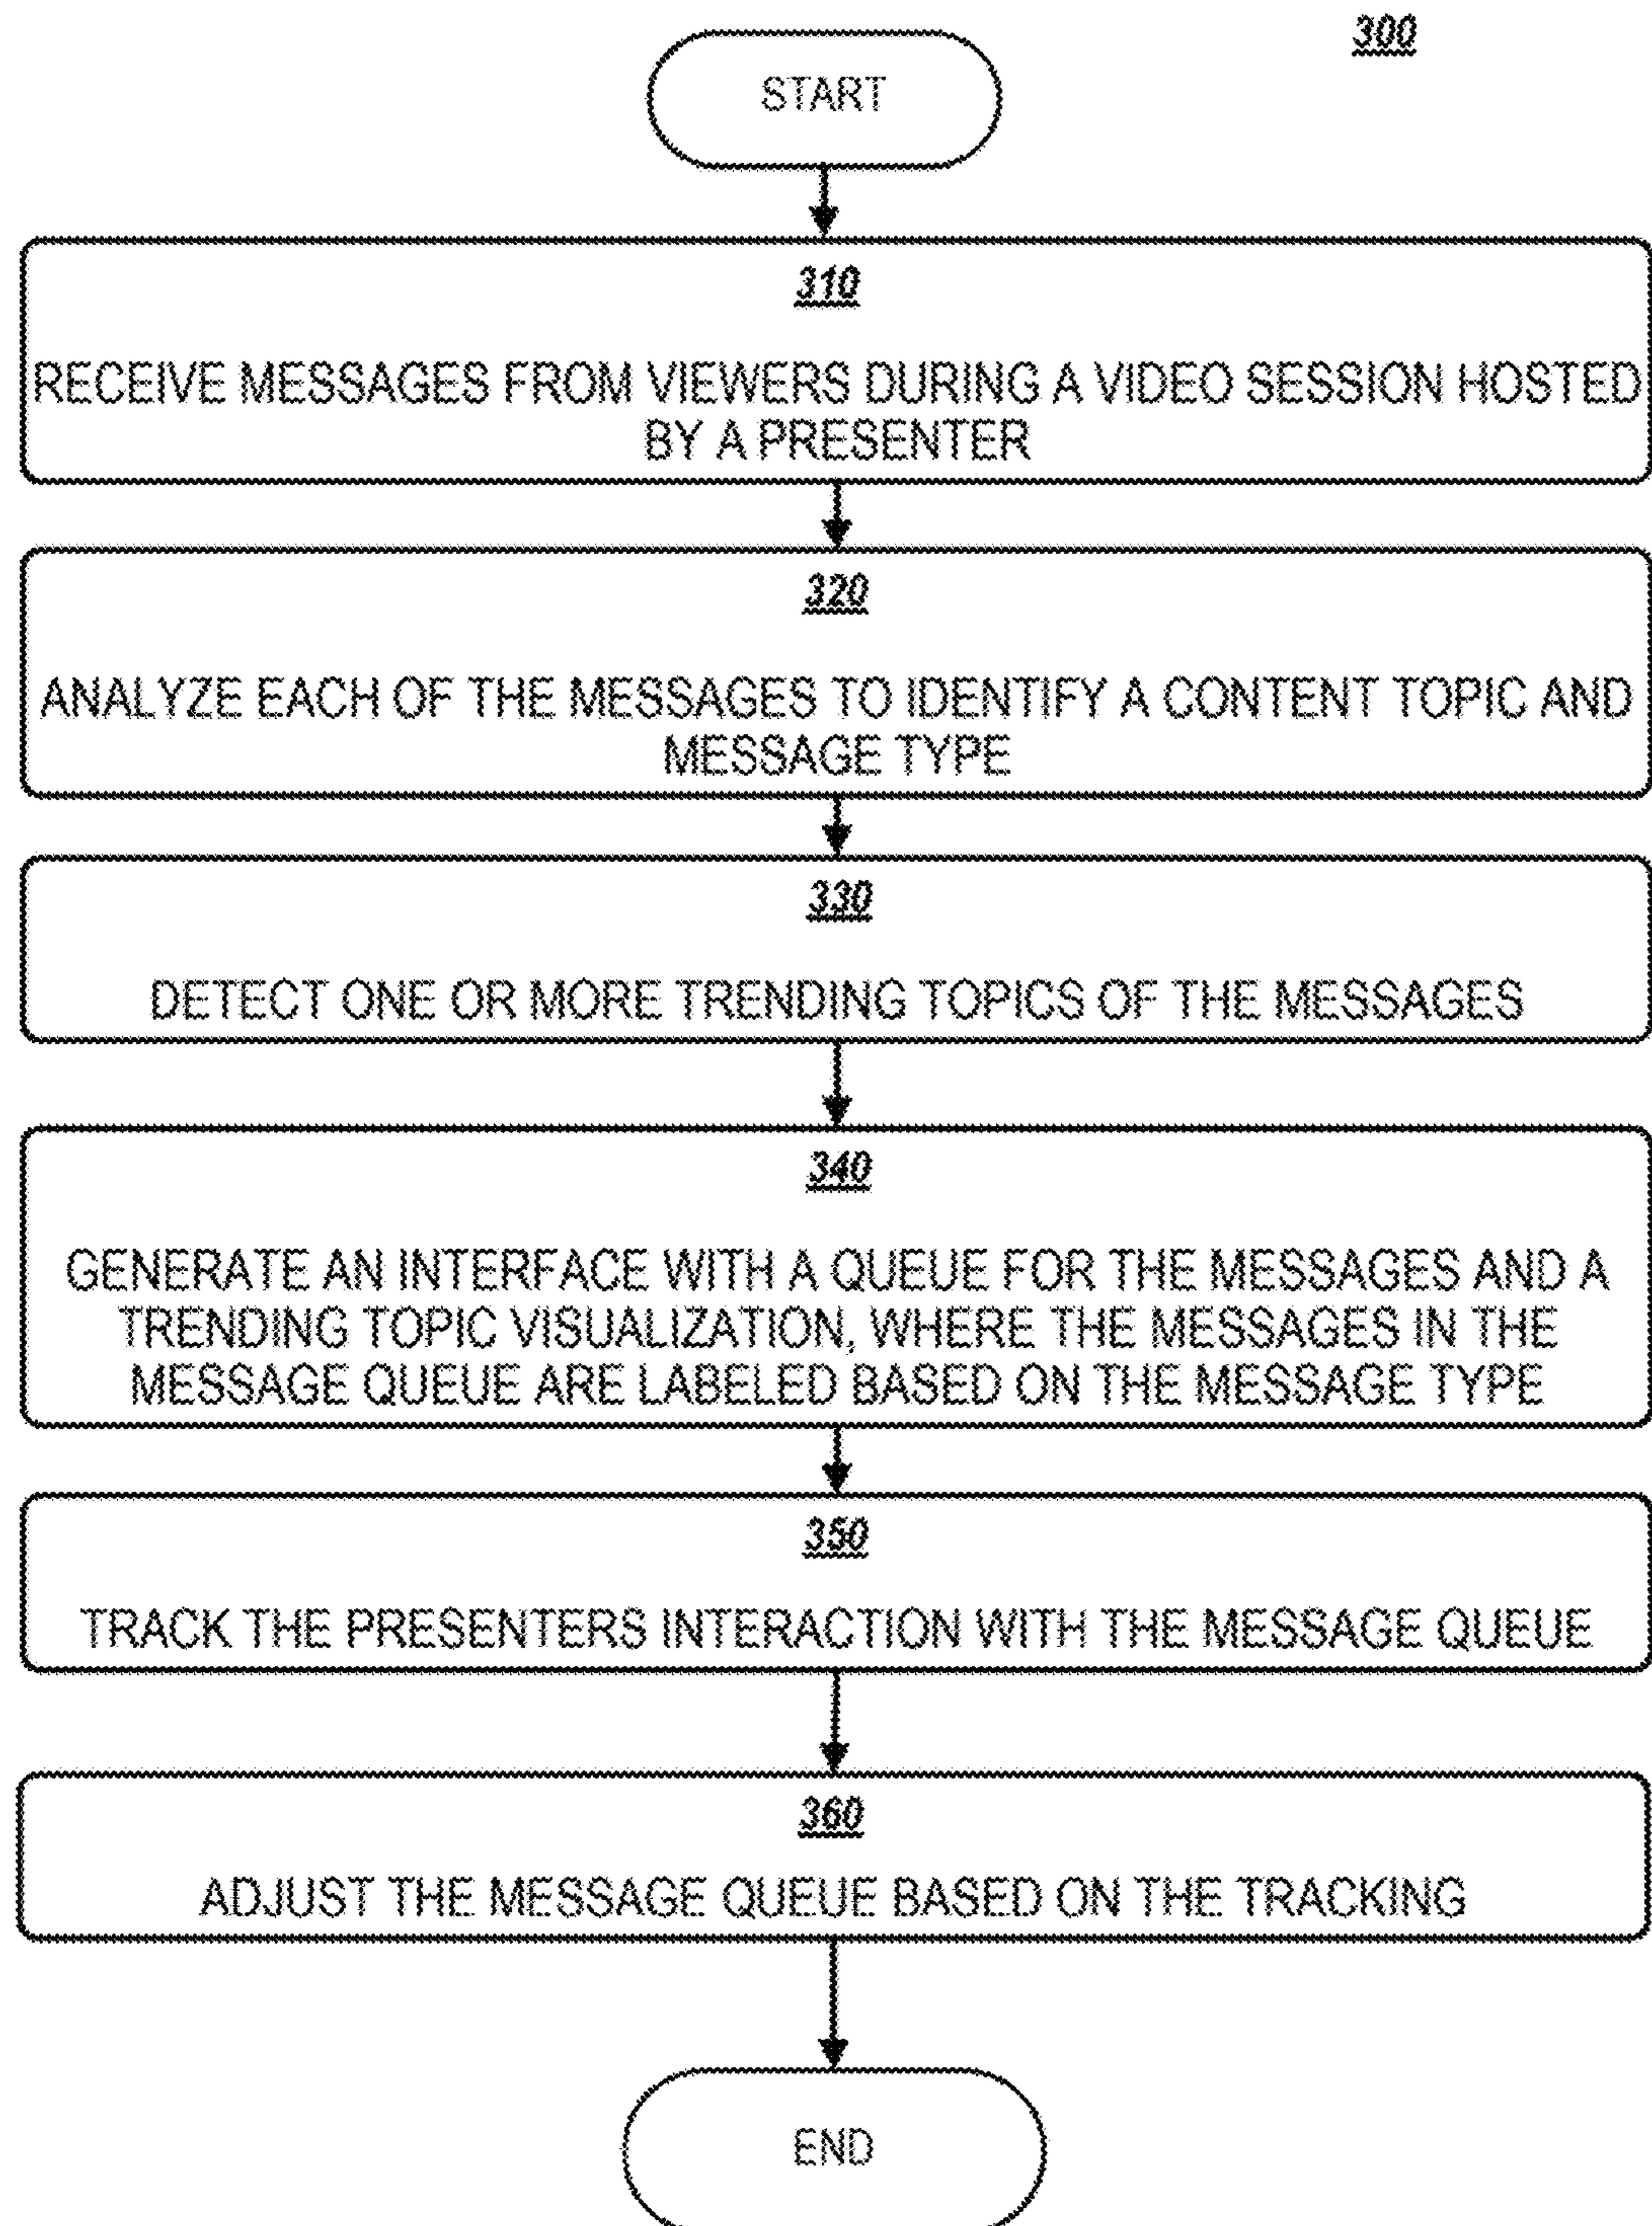 300
START
310
RECEIVE MESSAGES FROM VIEWERS DURING A VIDEO SESSION HOSTED
BY A PRESENTER
320
ANALYZE EACH OF THE MESSAGES TO IDENTIFY A CONTENT TOPIC AND
MESSAGE TYPE
330
DETECT ONE OR MORE TRENDING TOPICS OF THE MESSAGES
340
GENERATE AN INTERFACE WITH A QUEUE FOR THE MESSAGES AND A
TRENDING TOPIC VISUALIZATION, WHERE THE MESSAGES IN THE
MESSAGE QUEUE ARE LABELED BASED ON THE MESSAGE TYPE
350
TRACK THE PRESENTERS INTERACTION WITH THE MESSAGE QUEUE
360
ADJUST THE MESSAGE QUEUE BASED ON THE TRACKING
END